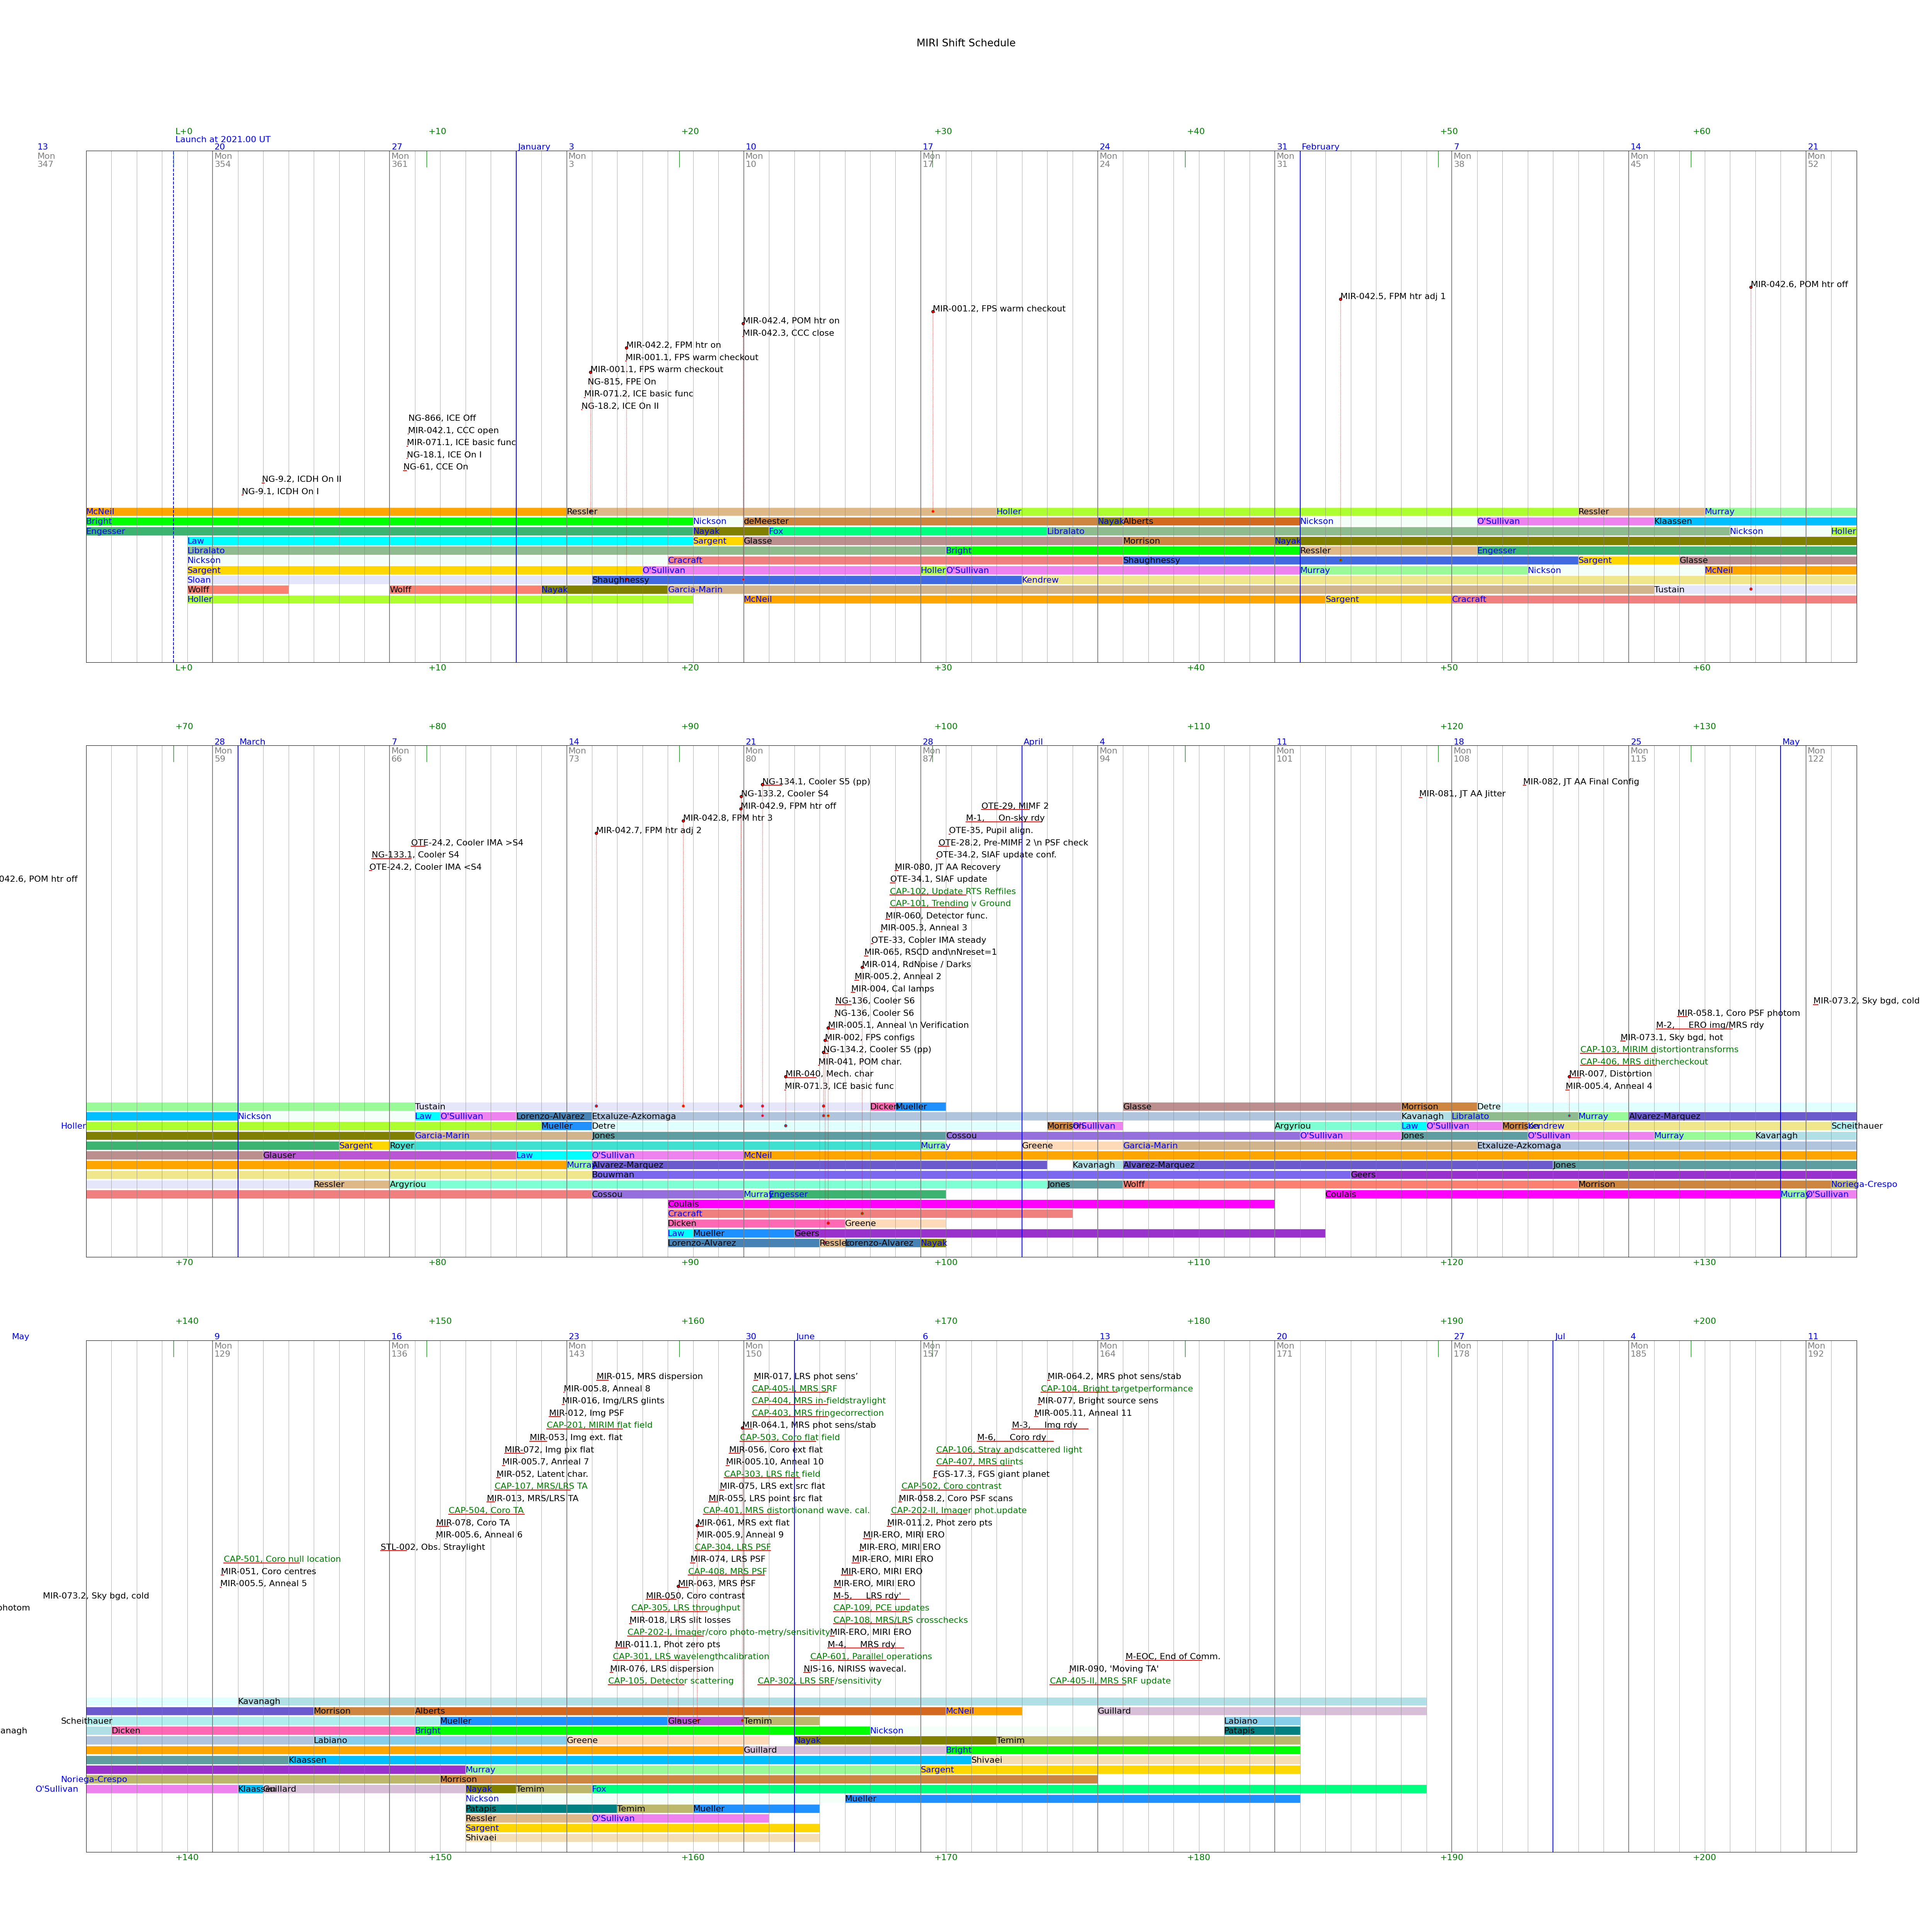 MIRI Shift Schedule
L+0 +10 +20 +30 +40 +50 +60
Launch at 2021.00 UT
13 20 27 January 3 10 17 24 31 February 7 14 21
Mon Mon Mon Mon Mon Mon Mon Mon Mon Mon Mon
347 354 361 3 10 17 24 31 38 45 52
MIR-042.6, POM htr off
MIR-042.5, FPM htr adj 1
MIR-001.2, FPS warm checkout
MIR-042.4, POM htr on
MIR-042.3, CCC close
MIR-042.2, FPM htr on
MIR-001.1, FPS warm checkout
MIR-001.1, FPS warm checkout
NG-815, FPE On
MIR-071.2, ICE basic func
NG-18.2, ICE On II
NG-866, ICE Off
MIR-042.1, CCC open
MIR-071.1, ICE basic func
NG-18.1, ICE On I
NG-61, CCE On
NG-9.2, ICDH On II
NG-9.1, ICDH On I
McNeil Ressler Holler Ressler Murray
Bright Nickson deMeester Nayak Alberts Nickson O'Sullivan Klaassen
Engesser Nayak Fox Libralato Nickson Holler
Law Sargent Glasse Morrison Nayak
Libralato Bright Ressler Engesser
Nickson Cracraft Shaughnessy Sargent Glasse
Sargent O'Sullivan Holler O'Sullivan Murray Nickson McNeil
Sloan Shaughnessy Kendrew
Wolff Wolff Nayak Garcia-Marin Tustain
Holler McNeil Sargent Cracraft
L+0 +10 +20 +30 +40 +50 +60
+70 +80 +90 +100 +110 +120 +130
28 March 7 14 21 28 April 4 11 18 25 May
Mon Mon Mon Mon Mon Mon Mon Mon Mon Mon
59 66 73 80 87 94 101 108 115 122
NG-134.1, Cooler S5 (pp) MIR-082, JT AA Final Config
NG-133.2, Cooler S4 MIR-081, JT AA Jitter
MIR-042.9, FPM htr off OTE-29, MIMF 2
MIR-042.8, FPM htr 3 M-1, On-sky rdy
MIR-042.7, FPM htr adj 2 OTE-35, Pupil align.
OTE-24.2, Cooler IMA >S4 OTE-28.2, Pre-MIMF 2 \n PSF check
NG-133.1, Cooler S4 OTE-34.2, SIAF update conf.
OTE-24.2, Cooler IMA <S4 MIR-080, JT AA Recovery
042.6, POM htr off OTE-34.1, SIAF update
CAP-102, Update RTS Reffiles
CAP-101, Trending v Ground
MIR-060, Detector func.
MIR-005.3, Anneal 3
OTE-33, Cooler IMA steady
MIR-065, RSCD and\nNreset=1
MIR-014, RdNoise / Darks
MIR-005.2, Anneal 2
MIR-004, Cal lamps
NG-136, Cooler S6 MIR-073.2, Sky bgd, cold
NG-136, Cooler S6 MIR-058.1, Coro PSF photom
MIR-005.1, Anneal \n Verification M-2, ERO img/MRS rdy
MIR-002, FPS configs MIR-073.1, Sky bgd, hot
NG-134.2, Cooler S5 (pp) CAP-103, MIRIM distortiontransforms
MIR-041, POM char. CAP-406, MRS dithercheckout
MIR-040, Mech. char MIR-007, Distortion
MIR-071.3, ICE basic func MIR-005.4, Anneal 4
Tustain Dicken Mueller Glasse Morrison Detre
Nickson Law O'Sullivan Lorenzo-Alvarez Etxaluze-Azkomaga Kavanagh Libralato Murray Alvarez-Marquez
Holler Mueller Detre Morrison O'Sullivan Argyriou Law O'Sullivan Morrison Kendrew Scheithauer
Garcia-Marin Jones Cossou O'Sullivan Jones O'Sullivan Murray Kavanagh
Sargent Royer Murray Greene Garcia-Marin Etxaluze-Azkomaga
Glauser Law O'Sullivan McNeil
Murray Alvarez-Marquez Kavanagh Alvarez-Marquez Jones
Bouwman Geers
Ressler Argyriou Jones Wolff Morrison Noriega-Crespo
Cossou Murray Engesser Coulais Murray O'Sullivan
Coulais
Cracraft
Dicken Greene
Law Mueller Geers
Lorenzo-Alvarez Ressler Lorenzo-Alvarez Nayak
+70 +80 +90 +100 +110 +120 +130
+140 +150 +160 +170 +180 +190 +200
May 9 16 23 30 June 6 13 20 27 Jul 4 11
Mon Mon Mon Mon Mon Mon Mon Mon Mon Mon
129 136 143 150 157 164 171 178 185 192
MIR-015, MRS dispersion MIR-017, LRS phot sens' MIR-064.2, MRS phot sens/stab
MIR-005.8, Anneal 8 CAP-405-I, MRS SRF CAP-104, Bright targetperformance
MIR-016, Img/LRS glints CAP-404, MRS in-fieldstraylight MIR-077, Bright source sens
MIR-012, Img PSF CAP-403, MRS fringecorrection MIR-005.11, Anneal 11
CAP-201, MIRIM flat field MIR-064.1, MRS phot sens/stab M-3, Img rdy
MIR-053, Img ext. flat CAP-503, Coro flat field M-6, Coro rdy
MIR-072, Img pix flat MIR-056, Coro ext flat CAP-106, Stray andscattered light
MIR-005.7, Anneal 7 MIR-005.10, Anneal 10 CAP-407, MRS glints
MIR-052, Latent char. CAP-303, LRS flat field FGS-17.3, FGS giant planet
CAP-107, MRS/LRS TA MIR-075, LRS ext src flat CAP-502, Coro contrast
MIR-013, MRS/LRS TA MIR-055, LRS point src flat MIR-058.2, Coro PSF scans
CAP-504, Coro TA CAP-401, MRS distortionand wave. cal. CAP-202-II, Imager phot.update
MIR-078, Coro TA MIR-061, MRS ext flat MIR-011.2, Phot zero pts
MIR-005.6, Anneal 6 MIR-005.9, Anneal 9 MIR-ERO, MIRI ERO
STL-002, Obs. Straylight CAP-304, LRS PSF MIR-ERO, MIRI ERO
CAP-501, Coro null location MIR-074, LRS PSF MIR-ERO, MIRI ERO
MIR-051, Coro centres CAP-408, MRS PSF MIR-ERO, MIRI ERO
MIR-005.5, Anneal 5 MIR-063, MRS PSF MIR-ERO, MIRI ERO
MIR-073.2, Sky bgd, cold MIR-050, Coro contrast M-5, LRS rdy'
photom CAP-305, LRS throughput CAP-109, PCE updates
MIR-018, LRS slit losses CAP-108, MRS/LRS crosschecks
CAP-202-I, Imager/coro photo-metry/sensitivity MIR-ERO, MIRI ERO
MIR-011.1, Phot zero pts M-4, MRS rdy
CAP-301, LRS wavelengthcalibration CAP-601, Parallel operations M-EOC, End of Comm.
MIR-076, LRS dispersion NIS-16, NIRISS wavecal. MIR-090, 'Moving TA'
CAP-105, Detector scattering CAP-302, LRS SRF/sensitivity CAP-405-II, MRS SRF update
Kavanagh
Morrison Alberts McNeil Guillard
Scheithauer Mueller Glauser Temim Labiano
anagh Dicken Bright Nickson Patapis
Labiano Greene Nayak Temim
Guillard Bright
Klaassen Shivaei
Murray Sargent
Noriega-Crespo Morrison
O'Sullivan Klaassen Guillard Nayak Temim Fox
Nickson Mueller
Patapis Temim Mueller
Ressler O'Sullivan
Sargent
Shivaei
+140 +150 +160 +170 +180 +190 +200